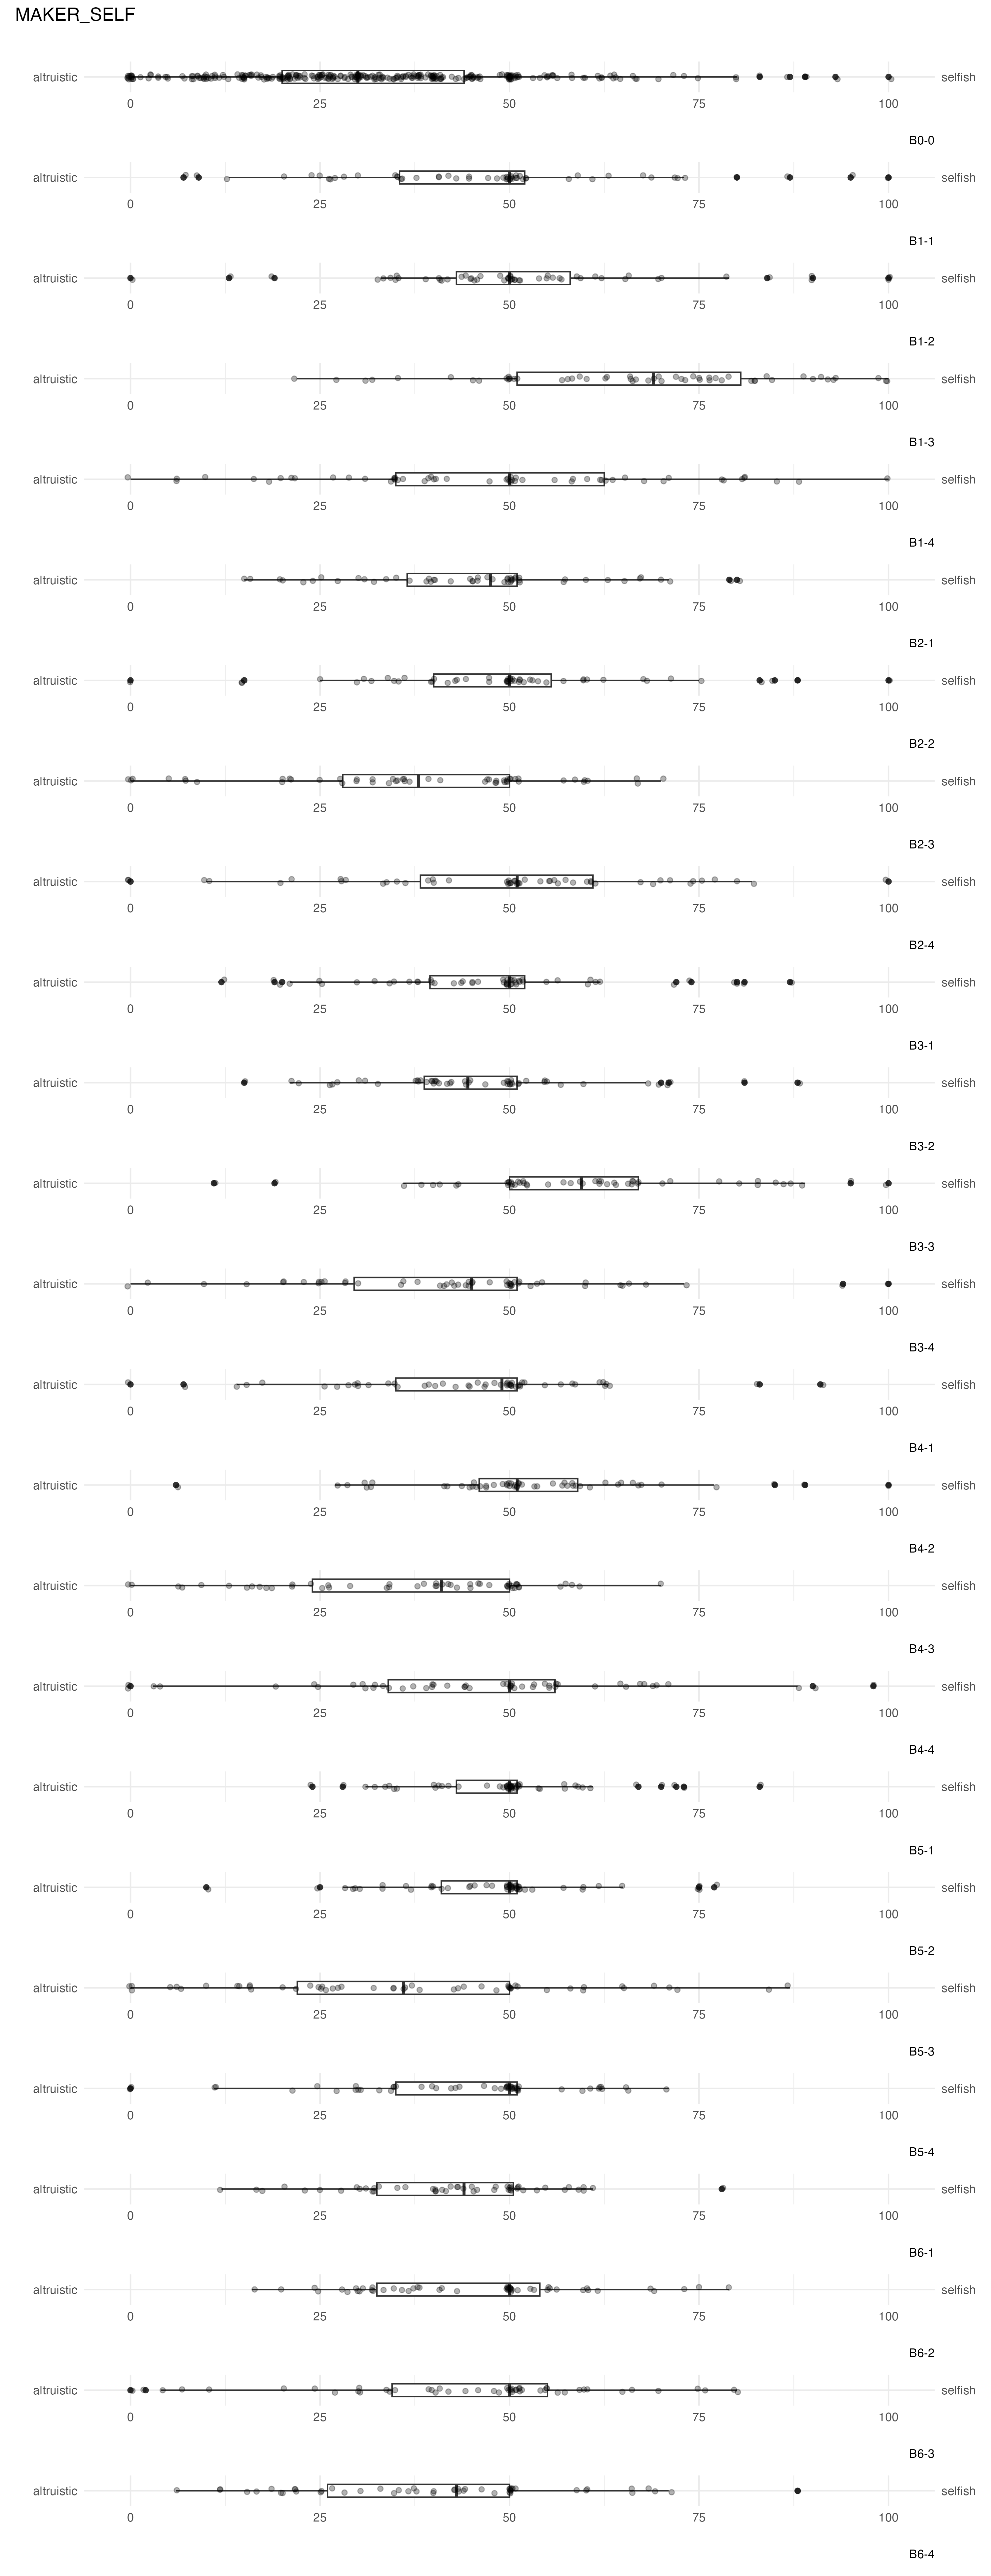 MAKER_SELF
altruistic selfish
0 25 50 75 100
B0-0
altruistic selfish
0 25 50 75 100
B1-1
altruistic selfish
0 25 50 75 100
B1-2
altruistic selfish
0 25 50 75 100
B1-3
altruistic selfish
0 25 50 75 100
B1-4
altruistic selfish
0 25 50 75 100
B2-1
altruistic selfish
0 25 50 75 100
B2-2
altruistic selfish
0 25 50 75 100
B2-3
altruistic selfish
0 25 50 75 100
B2-4
altruistic selfish
0 25 50 75 100
B3-1
altruistic selfish
0 25 50 75 100
B3-2
altruistic selfish
0 25 50 75 100
B3-3
altruistic selfish
0 25 50 75 100
B3-4
altruistic selfish
0 25 50 75 100
B4-1
altruistic selfish
0 25 50 75 100
B4-2
altruistic selfish
0 25 50 75 100
B4-3
altruistic selfish
0 25 50 75 100
B4-4
altruistic selfish
0 25 50 75 100
B5-1
altruistic selfish
0 25 50 75 100
B5-2
altruistic selfish
0 25 50 75 100
B5-3
altruistic selfish
0 25 50 75 100
B5-4
altruistic selfish
0 25 50 75 100
B6-1
altruistic selfish
0 25 50 75 100
B6-2
altruistic selfish
0 25 50 75 100
B6-3
altruistic selfish
0 25 50 75 100
B6-4